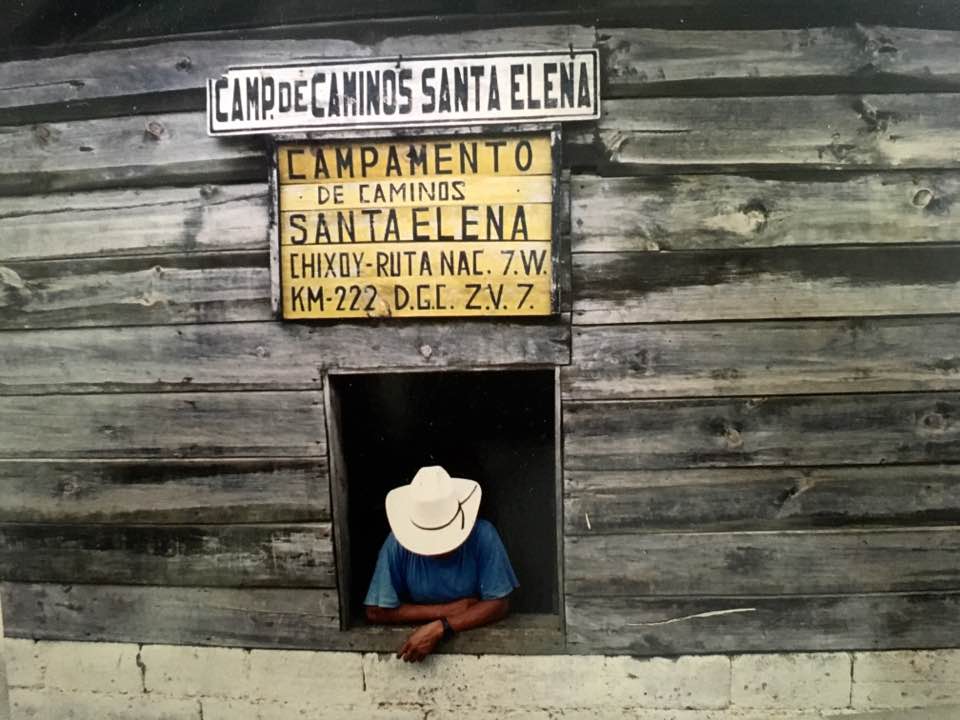 CAMP. DE CAMINOS SANTA ELENA
CAMPAMENTO
DE CAMINOS
SANTA ELENA
CHIXOY-RUTA NAC. 7.W.
KM-222 D.G.C. Z.V. 7.